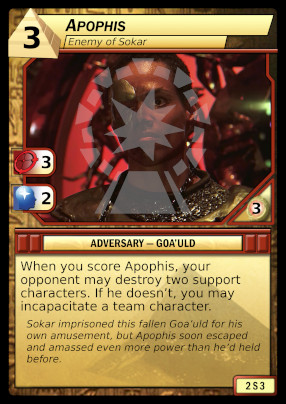 3
APOPHIS
Enemy of Sokar
3
2
3
ADVERSARY — GOA'ULD
When you score Apophis, your
opponent may destroy two support
characters. If he doesn't, you may
incapacitate a team character.
Sokar imprisoned this fallen Goa'uld for his
own amusement, but Apophis soon escaped
and amassed even more power than he'd held
before.
2 S 3